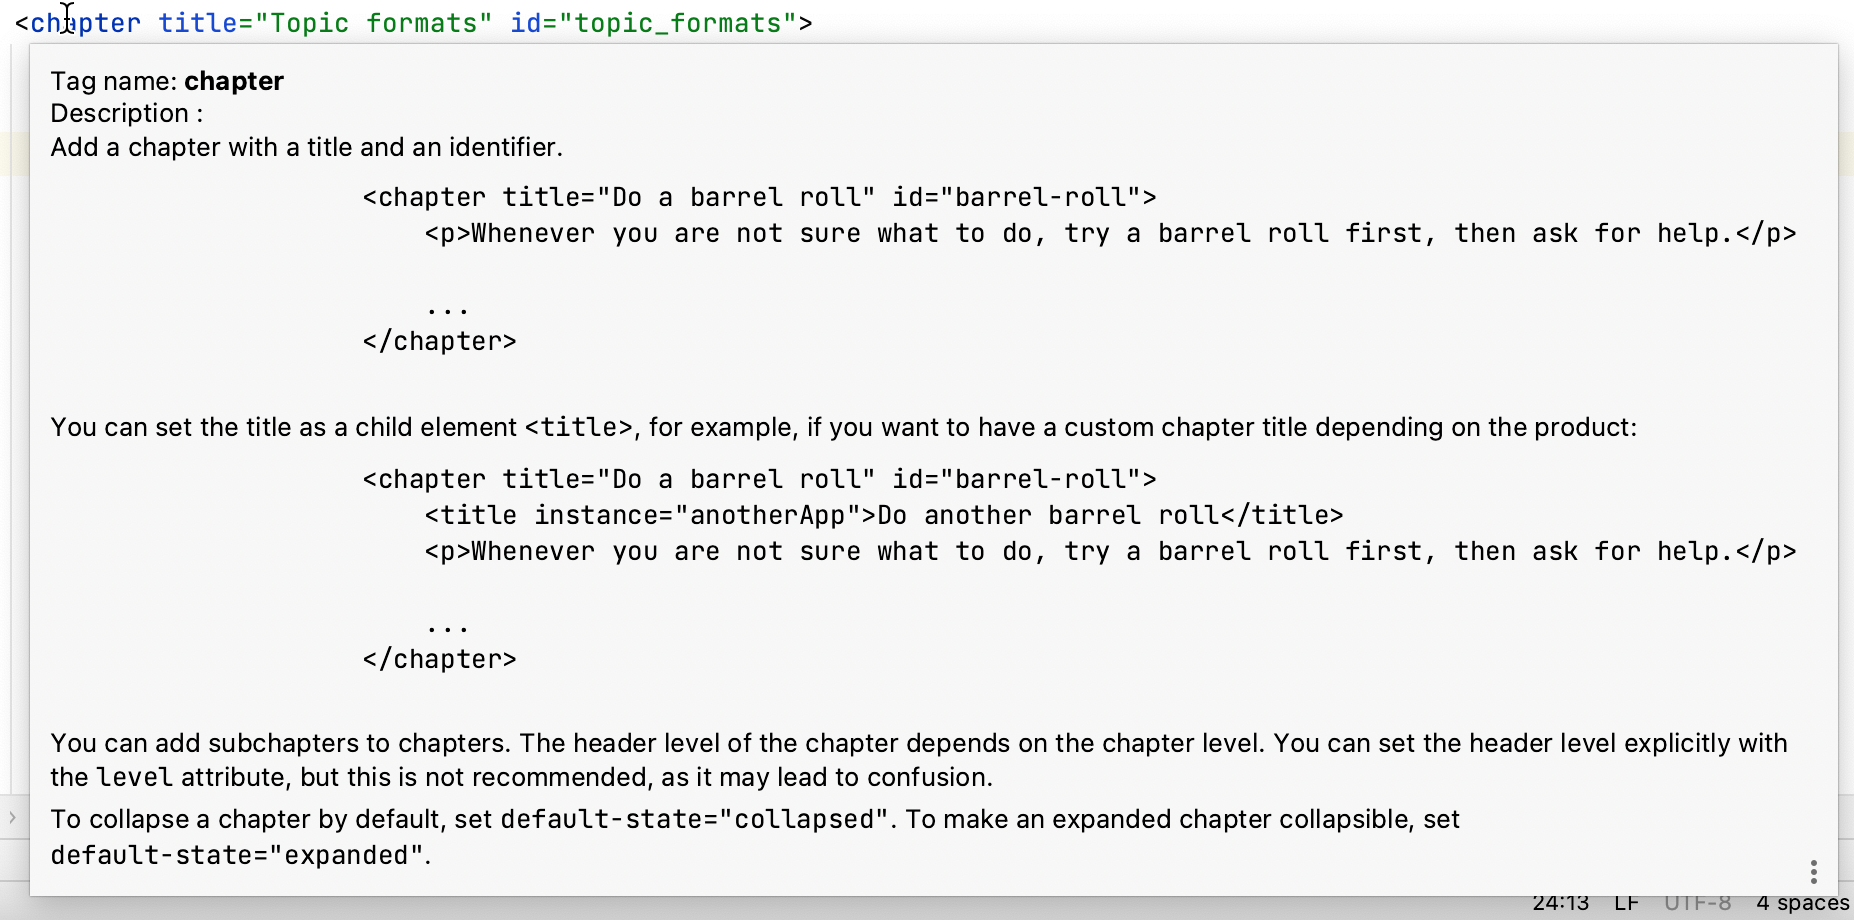 <chapter title="Topic formats" id="topic_formats">
Tag name: chapter
Description :
Add a chapter with a title and an identifier.
<chapter title="Do a barrel roll" id="barrel-roll">
<p>Whenever you are not sure what to do, try a barrel roll first, then ask for help.</p>
...
</chapter>
You can set the title as a child element <title>, for example, if you want to have a custom chapter title depending on the product:
<chapter title="Do a barrel roll" id="barrel-roll">
<title instance="anotherApp">Do another barrel roll</title>
<p>Whenever you are not sure what to do, try a barrel roll first, then ask for help.</p>
...
</chapter>
You can add subchapters to chapters. The header level of the chapter depends on the chapter level. You can set the header level explicitly with
the level attribute, but this is not recommended, as it may lead to confusion.
To collapse a chapter by default, set default-state="collapsed". To make an expanded chapter collapsible, set
default-state="expanded".
24:13 LF UTF-8 4 spaces